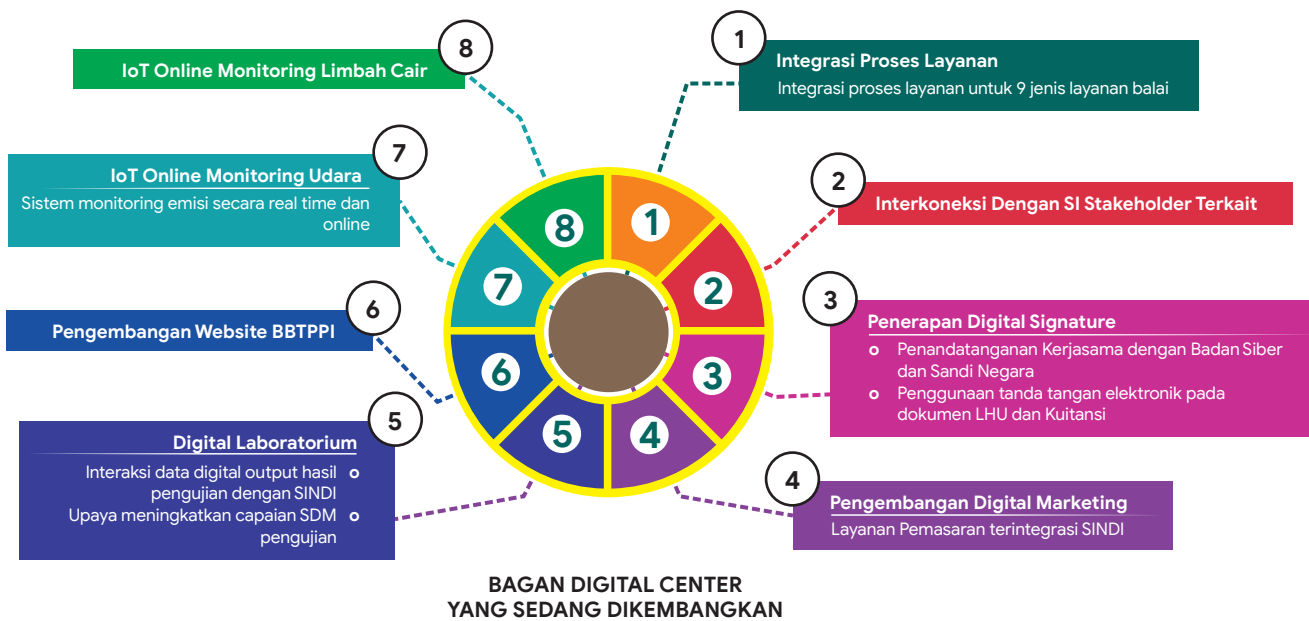 1
Integrasi Proses Layanan
Integrasi proses layanan untuk 9 jenis layanan balai
2
Interkoneksi Dengan SI Stakeholder Terkait
3
Penerapan Digital Signature
Penandatanganan Kerjasama dengan Badan Siber
dan Sandi Negara
Penggunaan tanda tangan elektronik pada
dokumen LHU dan Kuitansi
4
Pengembangan Digital Marketing
Layanan Pemasaran terintegrasi SINDI
5
Digital Laboratorium
Interaksi data digital output hasil
pengujian dengan SINDI
Upaya meningkatkan capaian SDM
pengujian
6
Pengembangan Website BBTPPI
7
IoT Online Monitoring Udara
Sistem monitoring emisi secara real time dan
online
8
IoT Online Monitoring Limbah Cair
1
2
3
4
5
6
7
8
BAGAN DIGITAL CENTER
YANG SEDANG DIKEMBANGKAN